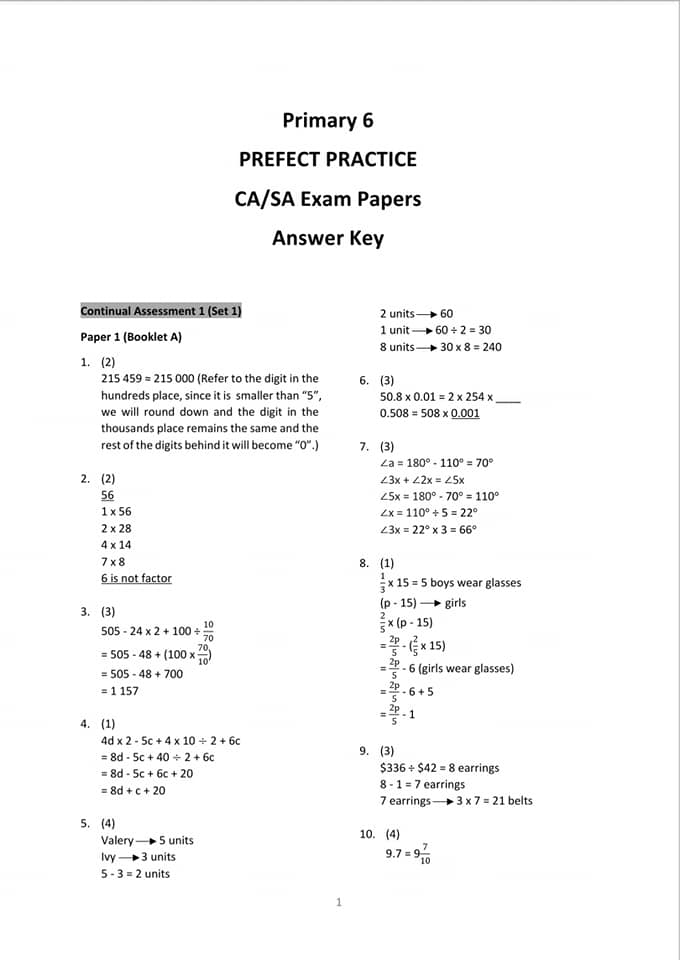 Primary 6
PREFECT PRACTICE
CA/SA Exam Papers
Answer Key
Continual Assessment 1 (Set 1)
Paper 1 (Booklet A)
1. (2)
215 459 ≈ 215 000 (Refer to the digit in the
hundreds place, since it is smaller than “5”,
we will round down and the digit in the
thousands place remains the same and the
rest of the digits behind it will become “0”.)
2. (2)
56
1 x 56
2 x 28
4 x 14
7 x 8
6 is not factor
3. (3)
505 - 24 x 2 + 100 ÷ 10/70
= 505 - 48 + (100 x 70/10)
= 505 - 48 + 700
= 1 157
4. (1)
4d x 2 - 5c + 4 x 10 ÷ 2 + 6c
= 8d - 5c + 40 ÷ 2 + 6c
= 8d - 5c + 6c + 20
= 8d + c + 20
5. (4)
Valery → 5 units
Ivy → 3 units
5 - 3 = 2 units
2 units → 60
1 unit → 60 ÷ 2 = 30
8 units → 30 x 8 = 240
6. (3)
50.8 x 0.01 = 2 x 254 x ____
0.508 = 508 x 0.001
7. (3)
∠a = 180° - 110° = 70°
∠3x + ∠2x = ∠5x
∠5x = 180° - 70° = 110°
∠x = 110° ÷ 5 = 22°
∠3x = 22° x 3 = 66°
8. (1)
1/3 x 15 = 5 boys wear glasses
(p - 15) → girls
2/5 x (p - 15)
= 2p/5 - (2/5 x 15)
= 2p/5 - 6 (girls wear glasses)
= 2p/5 - 6 + 5
= 2p/5 - 1
9. (3)
$336 ÷ $42 = 8 earrings
8 - 1 = 7 earrings
7 earrings → 3 x 7 = 21 belts
10. (4)
9.7 = 9 7/10
1